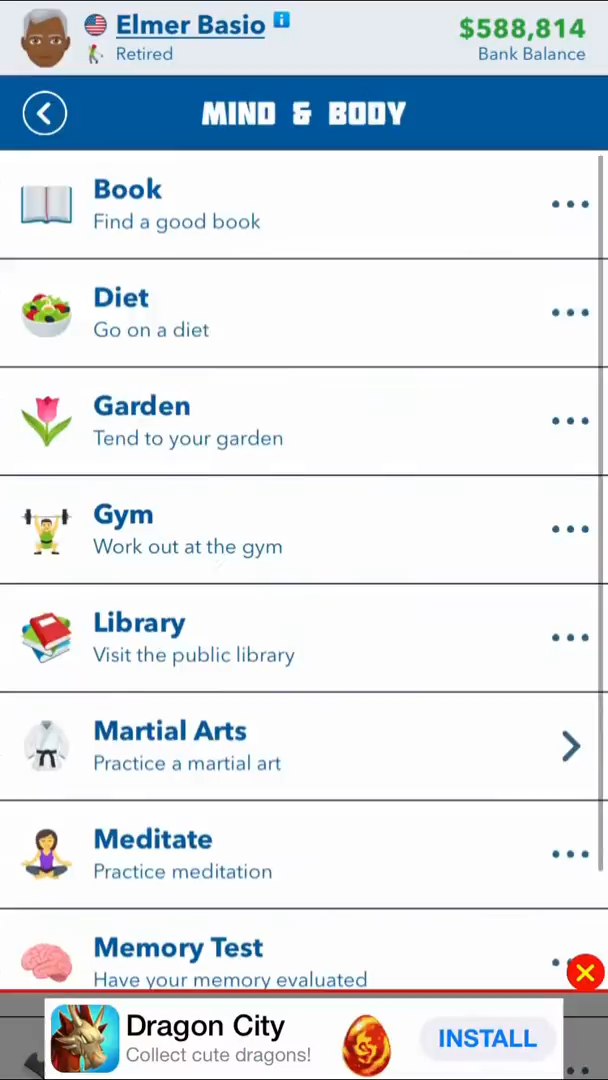 Elmer Basio i
Retired
$588,814
Bank Balance
MIND & BODY
Book
Find a good book
Diet
Go on a diet
Garden
Tend to your garden
Gym
Work out at the gym
Library
Visit the public library
Martial Arts
Practice a martial art
Meditate
Practice meditation
Memory Test
Have your memory evaluated
Dragon City
Collect cute dragons!
INSTALL